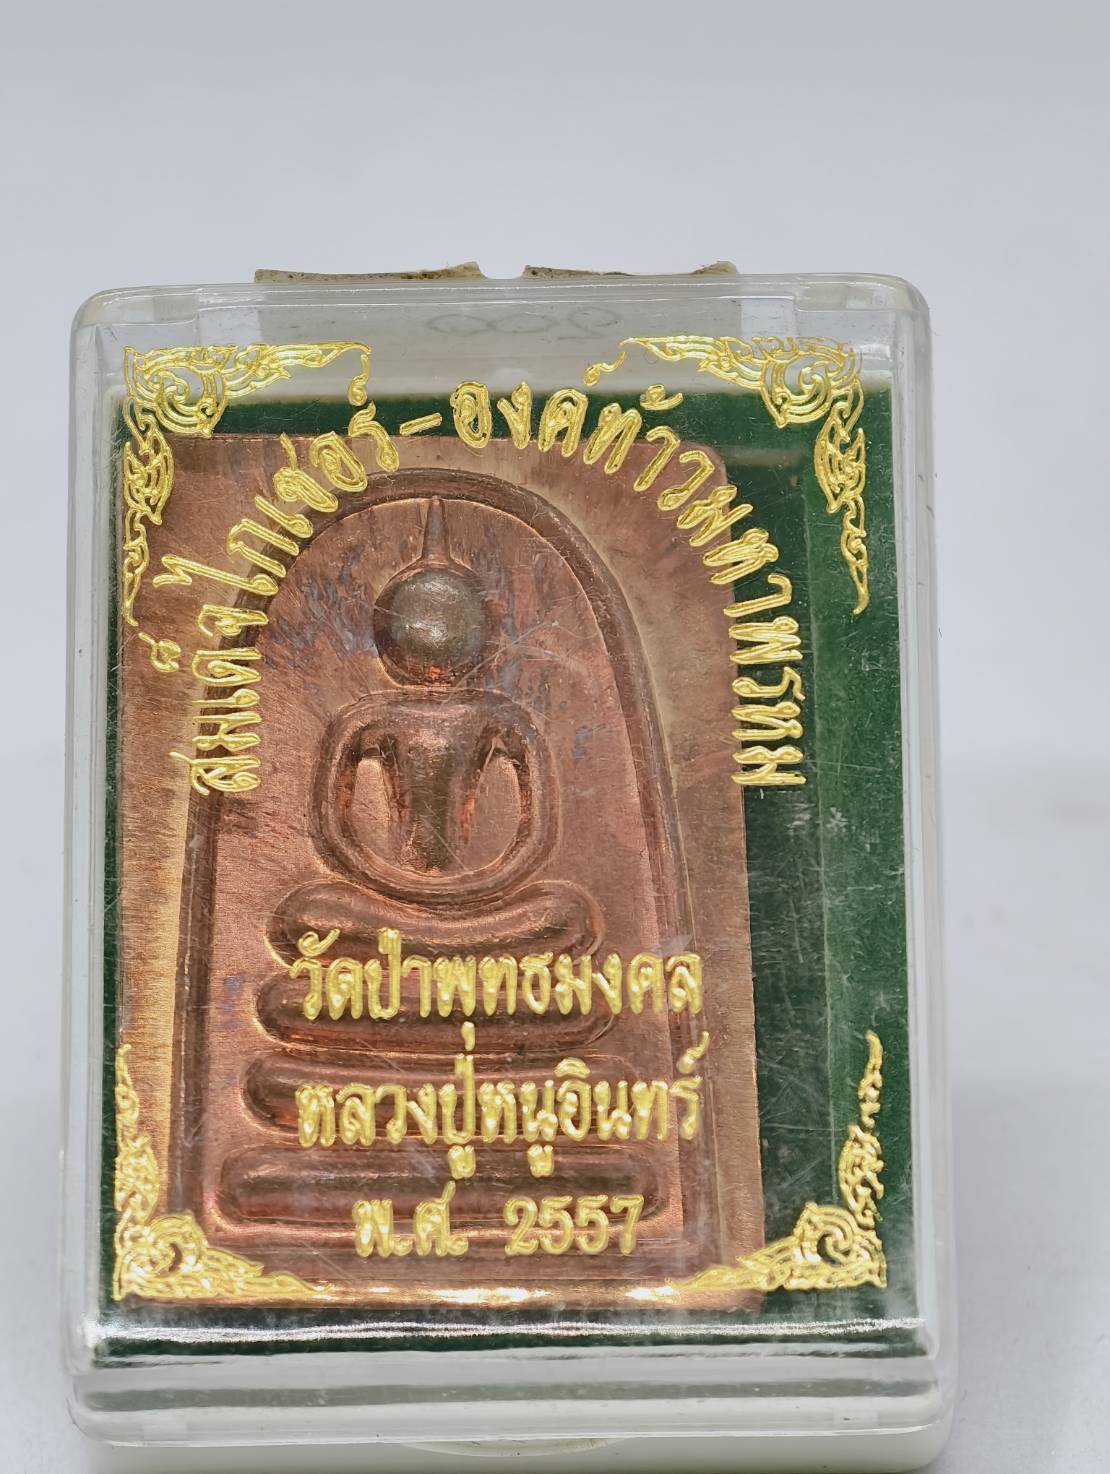 สมเด็จไกเซ่อร์-องค์ท้าวมหาพรหม
วัดป่าพุทธมงคล
หลวงปู่หนูอินทร์
พ.ศ. 2557